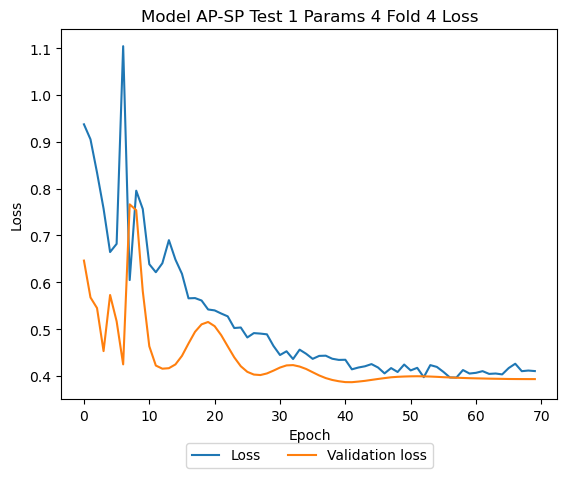 Model AP-SP Test 1 Params 4 Fold 4 Loss
Loss
1.1
1.0
0.9
0.8
0.7
0.6
0.5
0.4
0 10 20 30 40 50 60 70
Epoch
Loss Validation loss